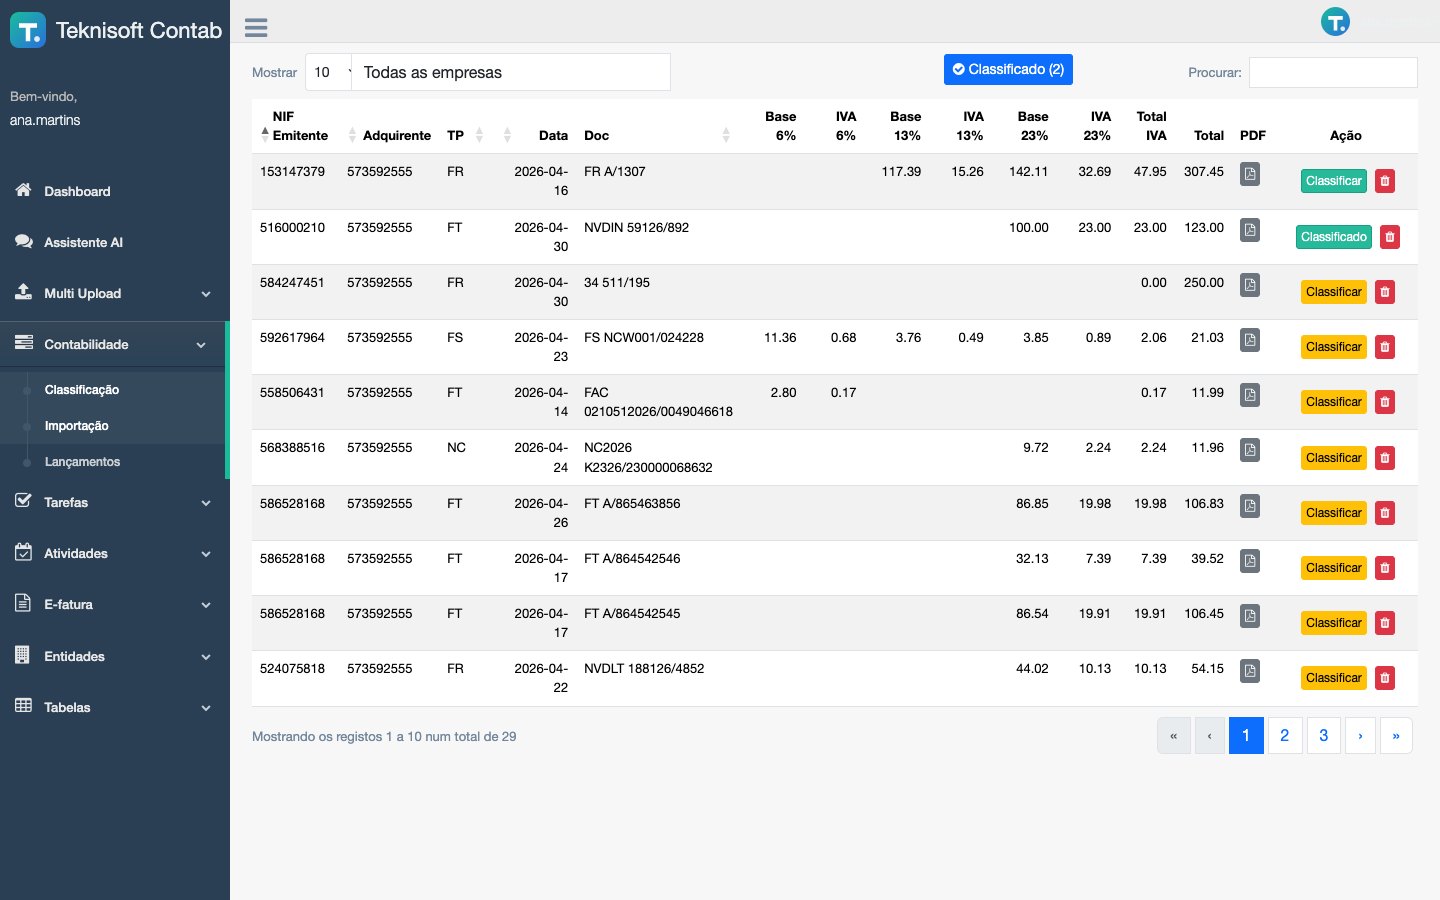 T. Teknisoft Contab
T.
Bem-vindo,
ana.martins
Dashboard
Assistente AI
Multi Upload
Contabilidade
Classificação
Importação
Lançamentos
Tarefas
Atividades
E-fatura
Entidades
Tabelas
Mostrar 10 Todas as empresas Classificado (2) Procurar:
NIF Emitente Adquirente TP Data Doc Base 6% IVA 6% Base 13% IVA 13% Base 23% IVA 23% Total IVA Total PDF Ação
153147379 573592555 FR 2026-04-16 FR A/1307 117.39 15.26 142.11 32.69 47.95 307.45 Classificar
516000210 573592555 FT 2026-04-30 NVDIN 59126/892 100.00 23.00 23.00 123.00 Classificado
584247451 573592555 FR 2026-04-30 34 511/195 0.00 250.00 Classificar
592617964 573592555 FS 2026-04-23 FS NCW001/024228 11.36 0.68 3.76 0.49 3.85 0.89 2.06 21.03 Classificar
558506431 573592555 FT 2026-04-14 FAC 0210512026/0049046618 2.80 0.17 0.17 11.99 Classificar
568388516 573592555 NC 2026-04-24 NC2026 K2326/230000068632 9.72 2.24 2.24 11.96 Classificar
586528168 573592555 FT 2026-04-26 FT A/865463856 86.85 19.98 19.98 106.83 Classificar
586528168 573592555 FT 2026-04-17 FT A/864542546 32.13 7.39 7.39 39.52 Classificar
586528168 573592555 FT 2026-04-17 FT A/864542545 86.54 19.91 19.91 106.45 Classificar
524075818 573592555 FR 2026-04-22 NVDLT 188126/4852 44.02 10.13 10.13 54.15 Classificar
Mostrando os registos 1 a 10 num total de 29
« ‹ 1 2 3 › »